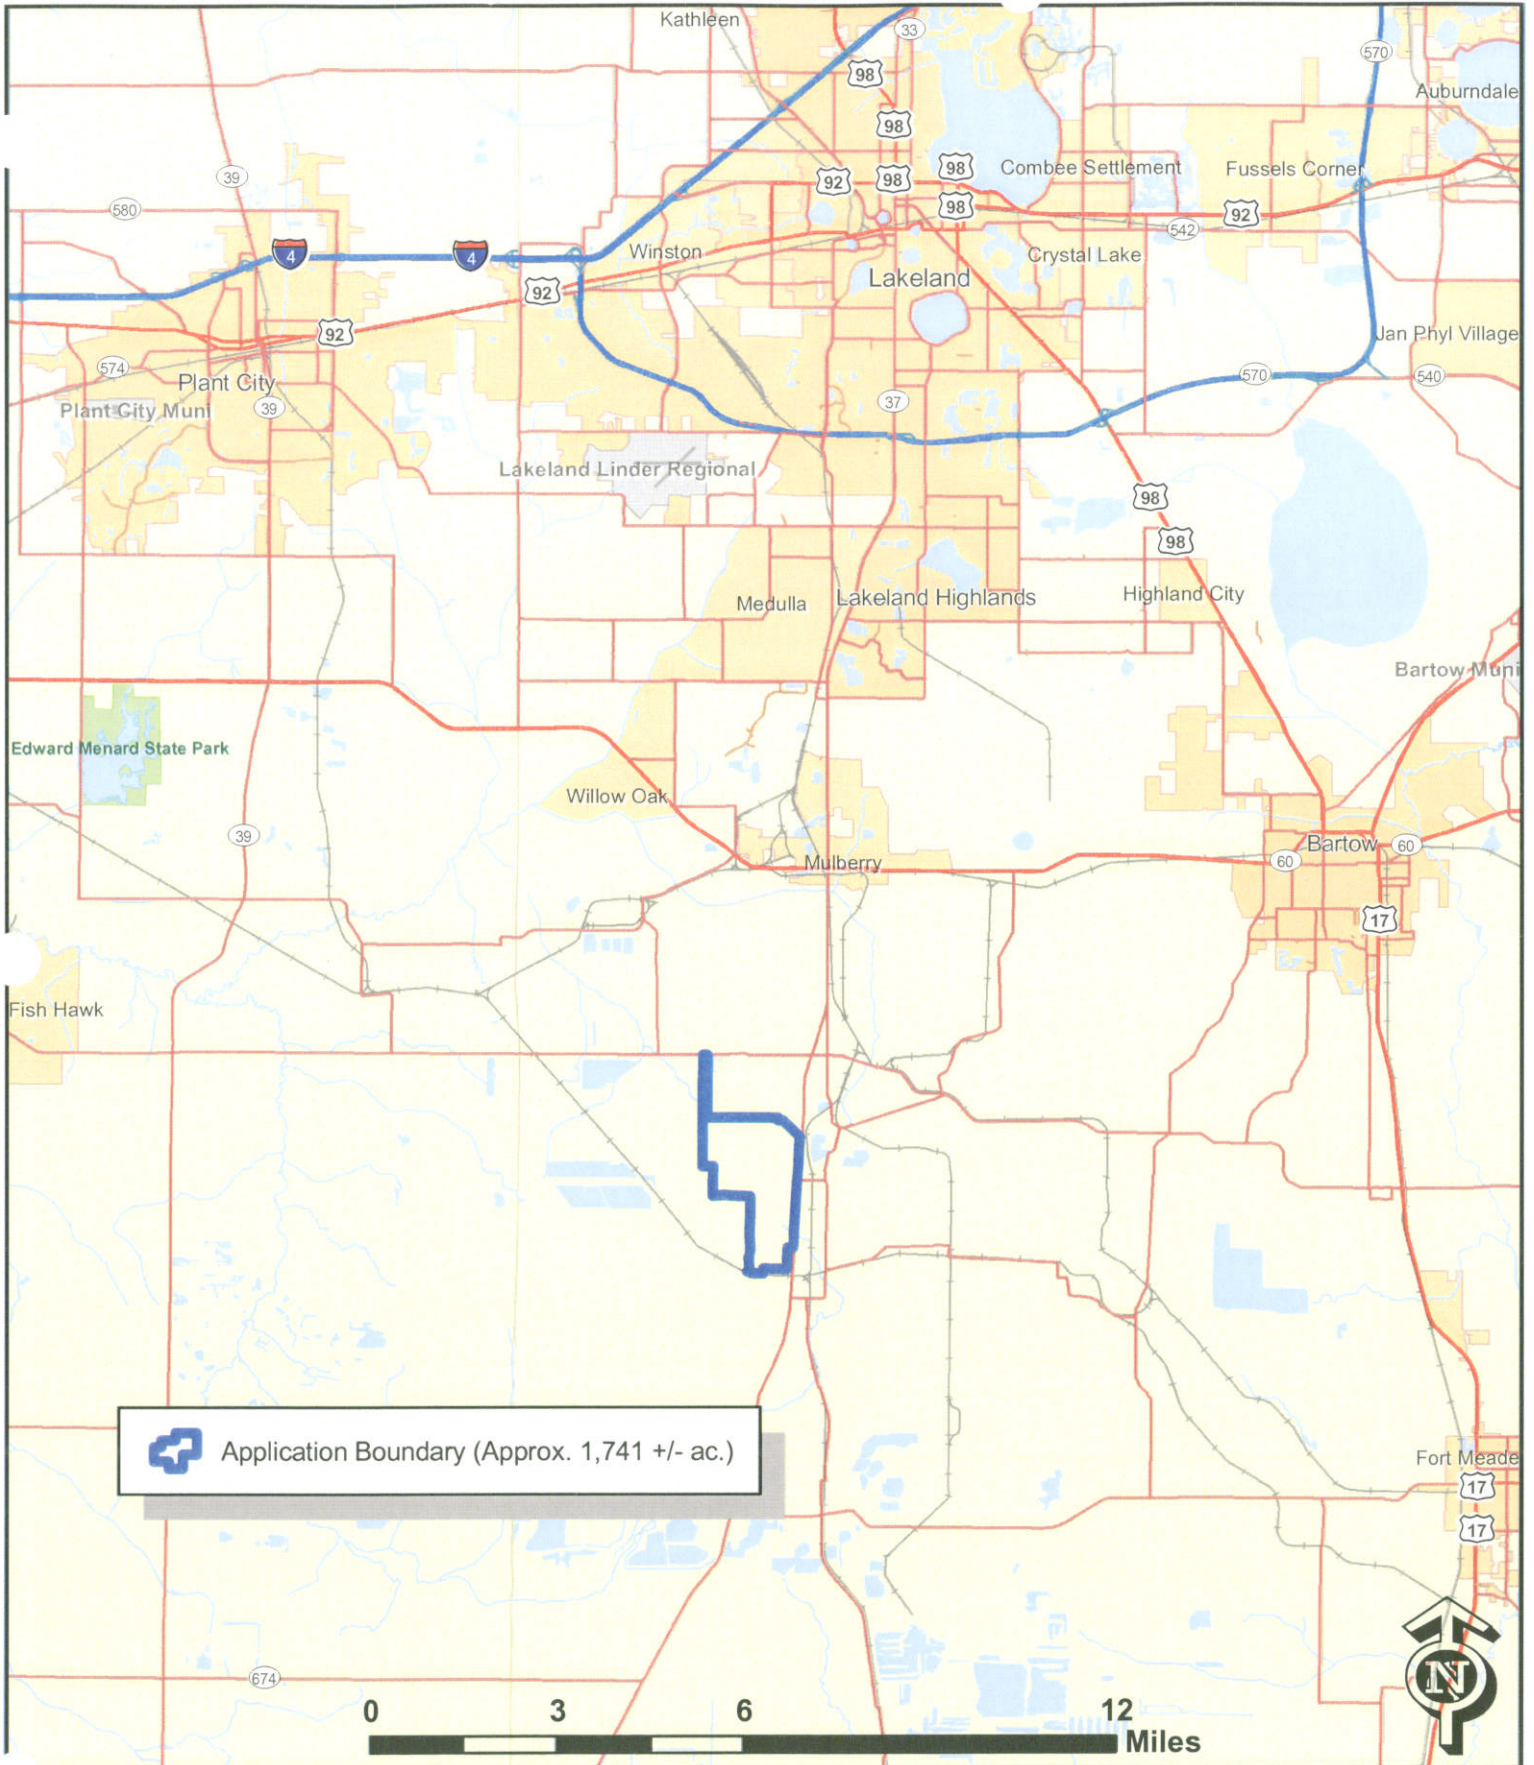 Kathleen
33
570
98
Auburndale
98
39
92
98
98
Combee Settlement
Fussels Corner
98
92
580
542
4
4
Winston
Crystal Lake
92
Lakeland
92
Jan Phyl Village
574
Plant City
570
540
39
Plant City Muni
37
Lakeland Linder Regional
98
98
Medulla
Lakeland Highlands
Highland City
Bartow Muni
Edward Menard State Park
Willow Oak
39
Mulberry
Bartow
60
60
17
Fish Hawk
Application Boundary (Approx. 1,741 +/- ac.)
Fort Meade
17
17
674
N
0 3 6 12
Miles